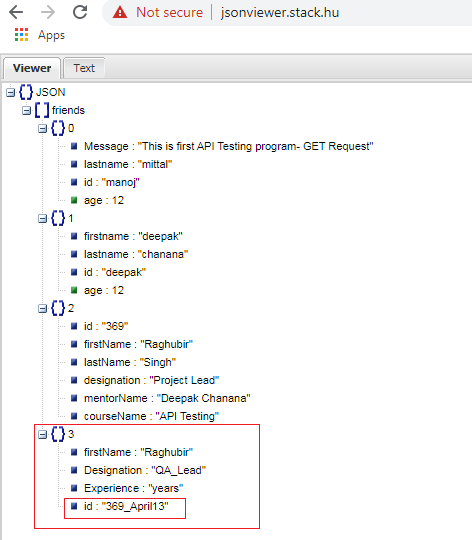 Not secure | jsonviewer.stack.hu
Apps
Viewer Text
{} JSON
[] friends
{} 0
Message : "This is first API Testing program- GET Request"
lastname : "mittal"
id : "manoj"
age : 12
{} 1
firstname : "deepak"
lastname : "chanana"
id : "deepak"
age : 12
{} 2
id : "369"
firstName : "Raghubir"
lastName : "Singh"
designation : "Project Lead"
mentorName : "Deepak Chanana"
courseName : "API Testing"
{} 3
firstName : "Raghubir"
Designation : "QA_Lead"
Experience : "years"
id : "369_April13"